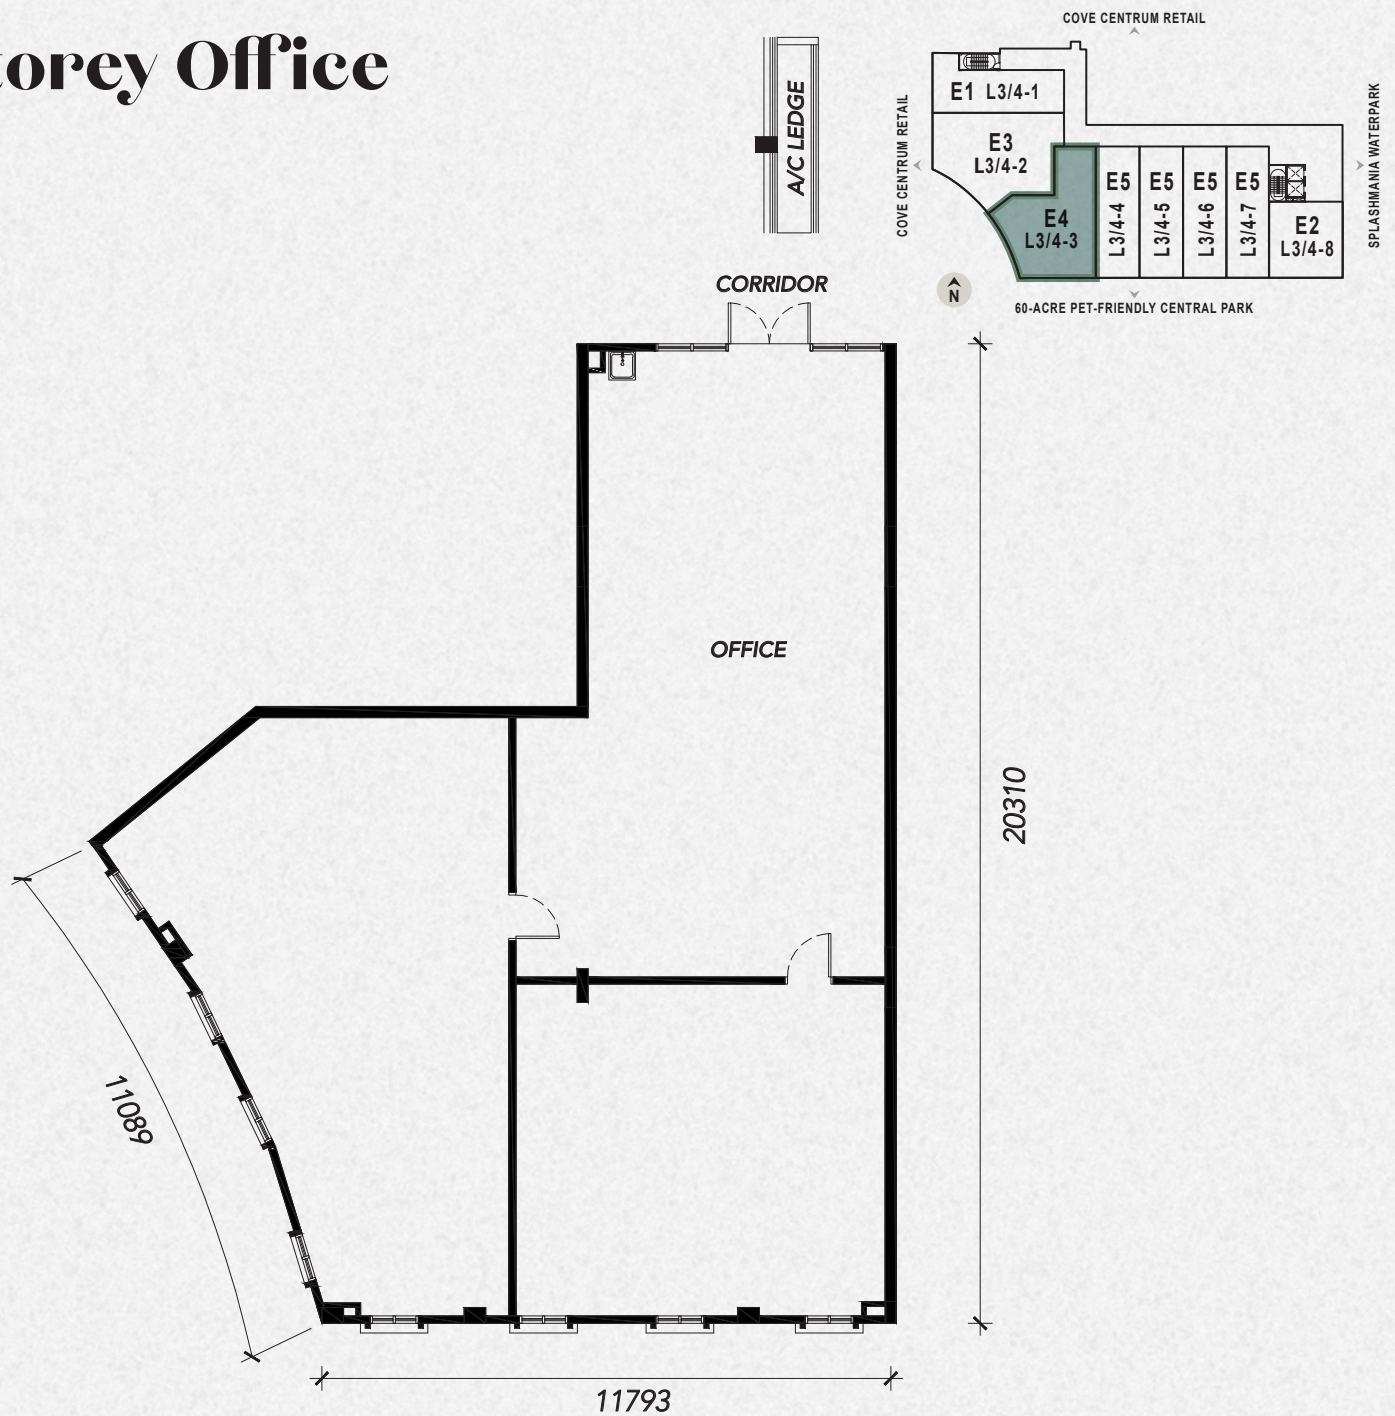 torey Office
COVE CENTRUM RETAIL
E1 L3/4-1
E3
L3/4-2
E4
L3/4-3
E5
L3/4-4
E5
L3/4-5
E5
L3/4-6
E5
L3/4-7
E2
L3/4-8
COVE CENTRUM RETAIL
SPLASHMANIA WATERPARK
N
60-ACRE PET-FRIENDLY CENTRAL PARK
A/C LEDGE
CORRIDOR
OFFICE
20310
11089
11793